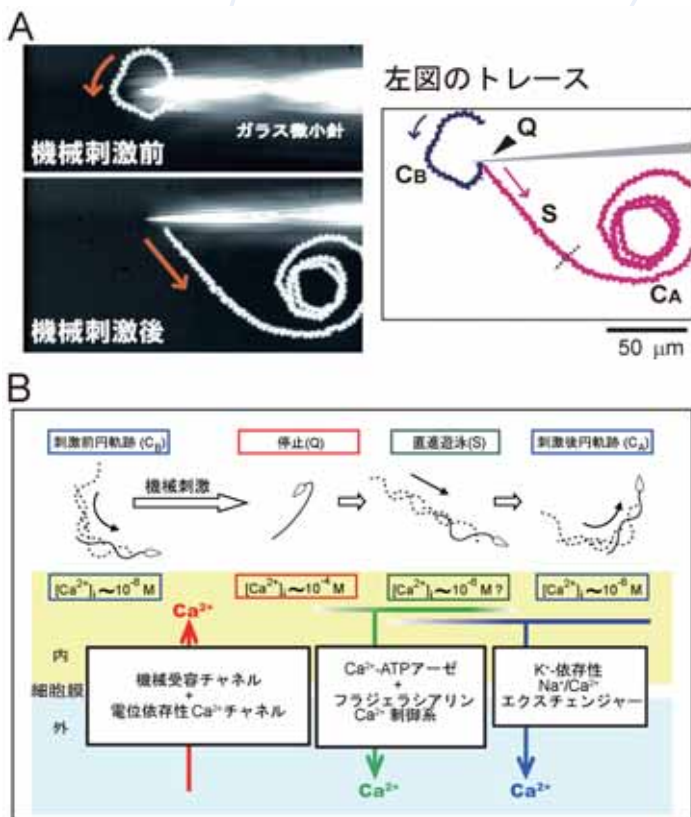 A
ガラス微小針
機械刺激前
機械刺激後
左図のトレース
Q
CB
S
CA
50 μm
B
刺激前円軌跡 (CB)
停止(Q)
直進遊泳(S)
刺激後円軌跡 (CA)
機械刺激
[Ca²⁺]i〜10⁻⁶ M
[Ca²⁺]i〜10⁻⁴ M
[Ca²⁺]i〜10⁻⁶ M ?
[Ca²⁺]i〜10⁻⁶ M
Ca²⁺
内
細胞膜
外
機械受容チャネル
+
電位依存性 Ca²⁺チャネル
Ca²⁺-ATPアーゼ
+
フラジェラシアリン
Ca²⁺ 制御系
K⁺-依存性
Na⁺/Ca²⁺
エクスチェンジャー
Ca²⁺
Ca²⁺